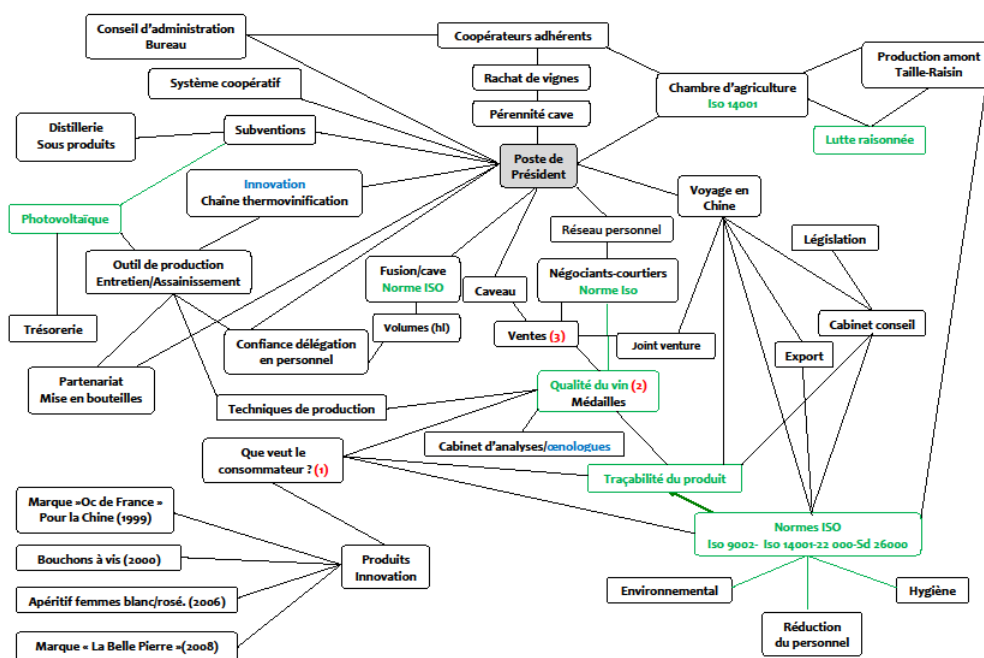 Conseil d'administration
Bureau
Coopérateurs adhérents
Production amont
Taille-Raisin
Système coopératif
Rachat de vignes
Chambre d'agriculture
Iso 14001
Pérennité cave
Distillerie
Sous produits
Subventions
Lutte raisonnée
Poste de
Président
Innovation
Chaîne thermovinification
Voyage en
Chine
Photovoltaïque
Réseau personnel
Législation
Outil de production
Entretien/Assainissement
Fusion/cave
Norme ISO
Caveau
Négociants-courtiers
Norme Iso
Trésorerie
Volumes (hl)
Ventes (3)
Joint venture
Cabinet conseil
Confiance délégation
en personnel
Export
Partenariat
Mise en bouteilles
Techniques de production
Qualité du vin (2)
Médailles
Cabinet d'analyses/œnologues
Que veut le
consommateur ? (1)
Traçabilité du produit
Marque »Oc de France »
Pour la Chine (1999)
Normes ISO
Iso 9002- Iso 14001-22 000-Sd 26000
Bouchons à vis (2000)
Produits
Innovation
Environnemental
Hygiène
Apéritif femmes blanc/rosé. (2006)
Réduction
du personnel
Marque « La Belle Pierre »(2008)